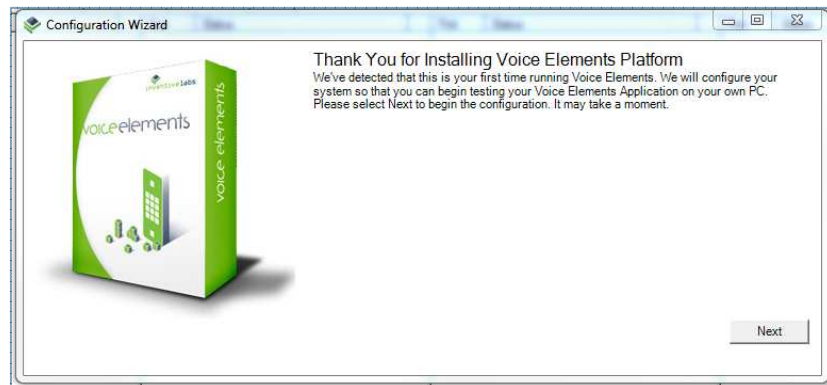 Configuration Wizard
Thank You for Installing Voice Elements Platform
We've detected that this is your first time running Voice Elements. We will configure your
system so that you can begin testing your Voice Elements Application on your own PC.
Please select Next to begin the configuration. It may take a moment.
inventivelabs
voiceelements
voice elements
Next